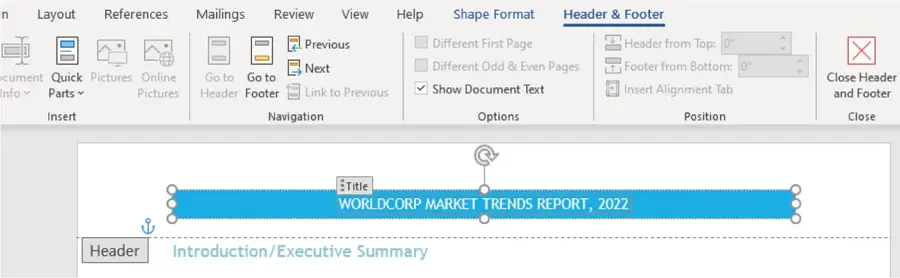 Layout References Mailings Review View Help Shape Format Header & Footer
Quick Parts
Pictures
Online Pictures
Info
Insert
Go to Header
Go to Footer
Previous
Next
Link to Previous
Navigation
Different First Page
Different Odd & Even Pages
Show Document Text
Options
Header from Top: 0"
Footer from Bottom: 0"
Insert Alignment Tab
Position
Close Header and Footer
Close
Title
WORLDCORP MARKET TRENDS REPORT, 2022
Header
Introduction/Executive Summary